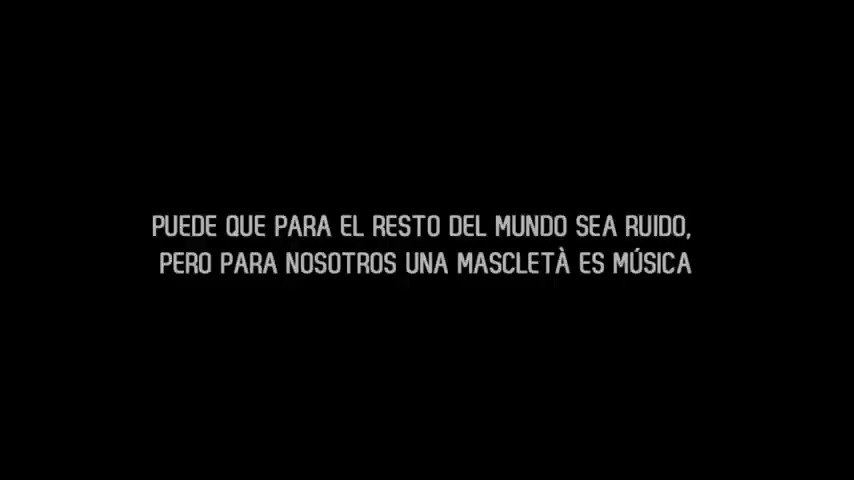 PUEDE QUE PARA EL RESTO DEL MUNDO SEA RUIDO,
PERO PARA NOSOTROS UNA MASCLETÀ ES MÚSICA